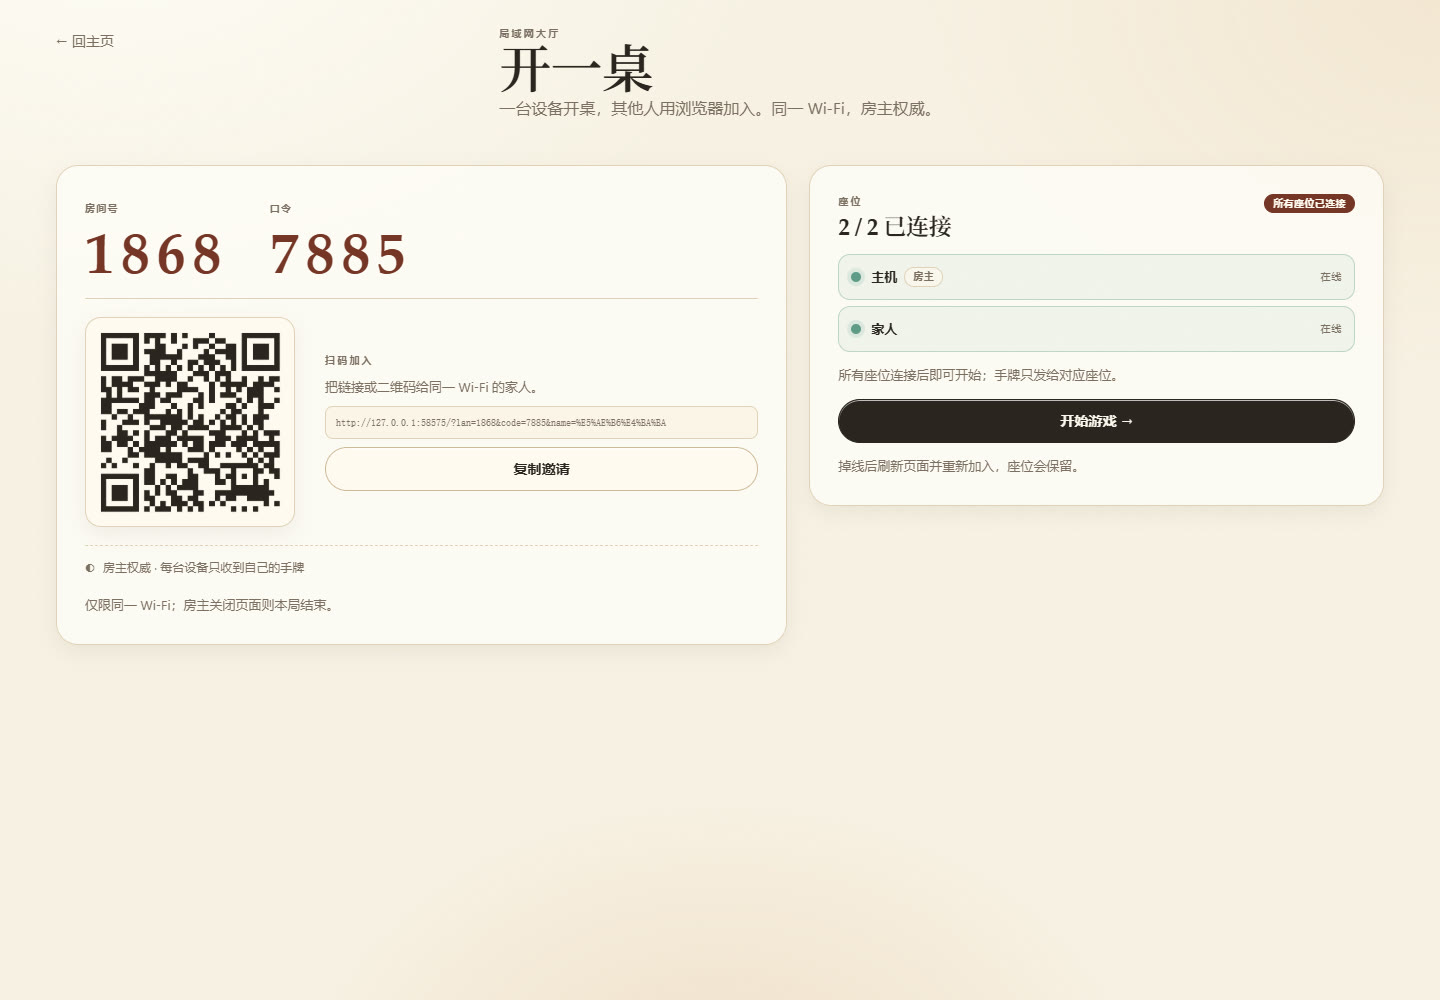 ← 回主页
局域网大厅
开一桌
一台设备开桌，其他人用浏览器加入。同一 Wi-Fi，房主权威。
房间号
口令
1868
7885
扫码加入
把链接或二维码给同一 Wi-Fi 的家人。
http://127.0.0.1:58575/?lan=1868&code=7885&name=%E5%AE%B6%E4%BA%BA
复制邀请
◐ 房主权威 · 每台设备只收到自己的手牌
仅限同一 Wi-Fi；房主关闭页面则本局结束。
座位
所有座位已连接
2 / 2 已连接
主机 房主 在线
家人 在线
所有座位连接后即可开始；手牌只发给对应座位。
开始游戏 →
掉线后刷新页面并重新加入，座位会保留。